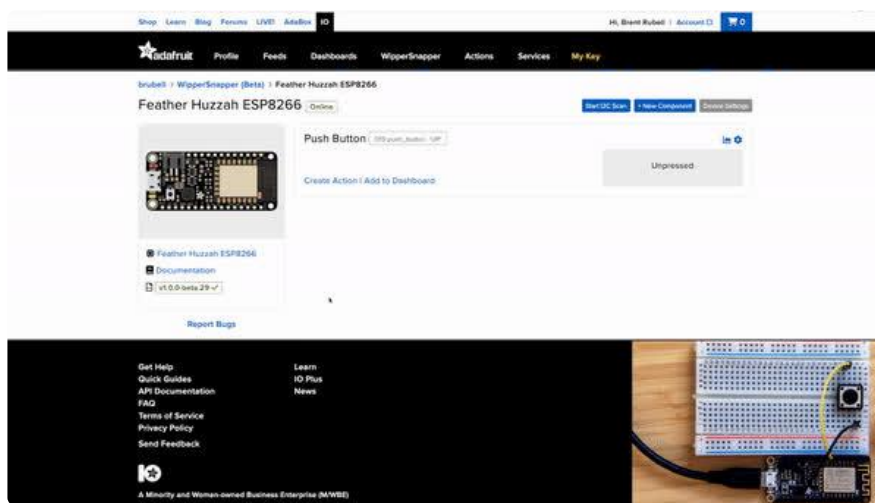 Shop Learn Blog Forums LIVE! AdaBox IO
Hi, Brent Rubell | Account 0
adafruit Profile Feeds Dashboards WipperSnapper Actions Services My Key
brubell / WipperSnapper (Beta) / Feather Huzzah ESP8266
Feather Huzzah ESP8266 Online
Start I2C Scan + New Component Device Settings
Push Button
Unpressed
Create Action | Add to Dashboard
Feather Huzzah ESP8266
Documentation
v1.0.0-beta.29
Report Bugs
Get Help
Quick Guides
API Documentation
FAQ
Terms of Service
Privacy Policy
Send Feedback
Learn
IO Plus
News
IO
A Minority and Woman-owned Business Enterprise (M/WBE)